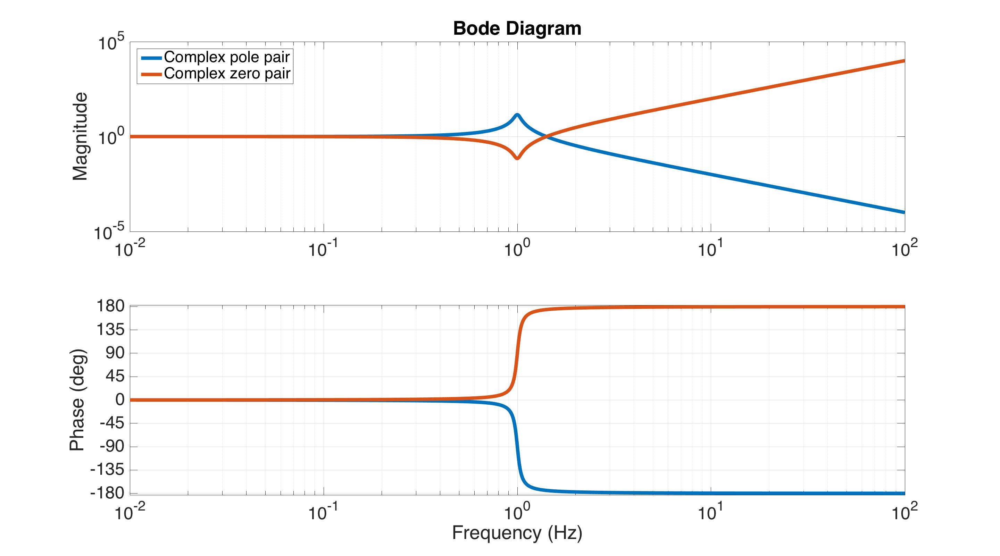 Bode Diagram
10^5
Complex pole pair
Complex zero pair
Magnitude
10^0
10^-5
10^-2 10^-1 10^0 10^1 10^2
180
135
90
45
0
Phase (deg)
-45
-90
-135
-180
10^-2 10^-1 10^0 10^1 10^2
Frequency (Hz)